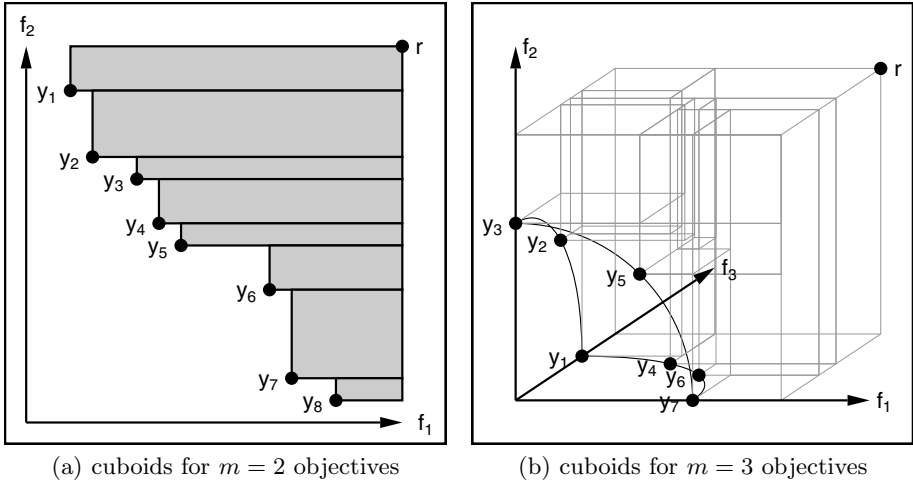 f2
r
y1
y2
y3
y4
y5
y6
y7
y8
f1
(a) cuboids for m = 2 objectives
f2
r
y3
y2
y5
f3
y1
y4
y6
y7
f1
(b) cuboids for m = 3 objectives